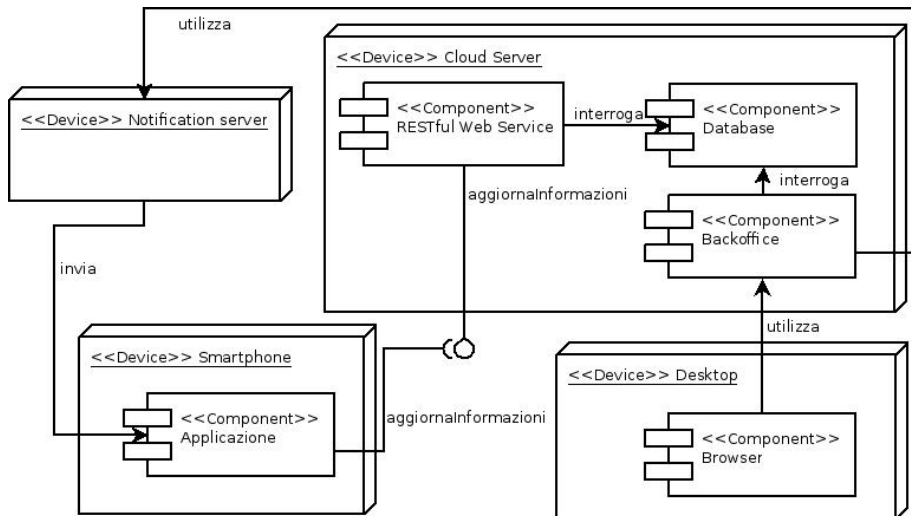 utilizza
<<Device>> Cloud Server
<<Component>>
RESTful Web Service
interroga
<<Component>>
Database
<<Device>> Notification server
interroga
aggiornaInformazioni
<<Component>>
Backoffice
invia
utilizza
<<Device>> Smartphone
<<Device>> Desktop
<<Component>>
Applicazione
aggiornaInformazioni
<<Component>>
Browser